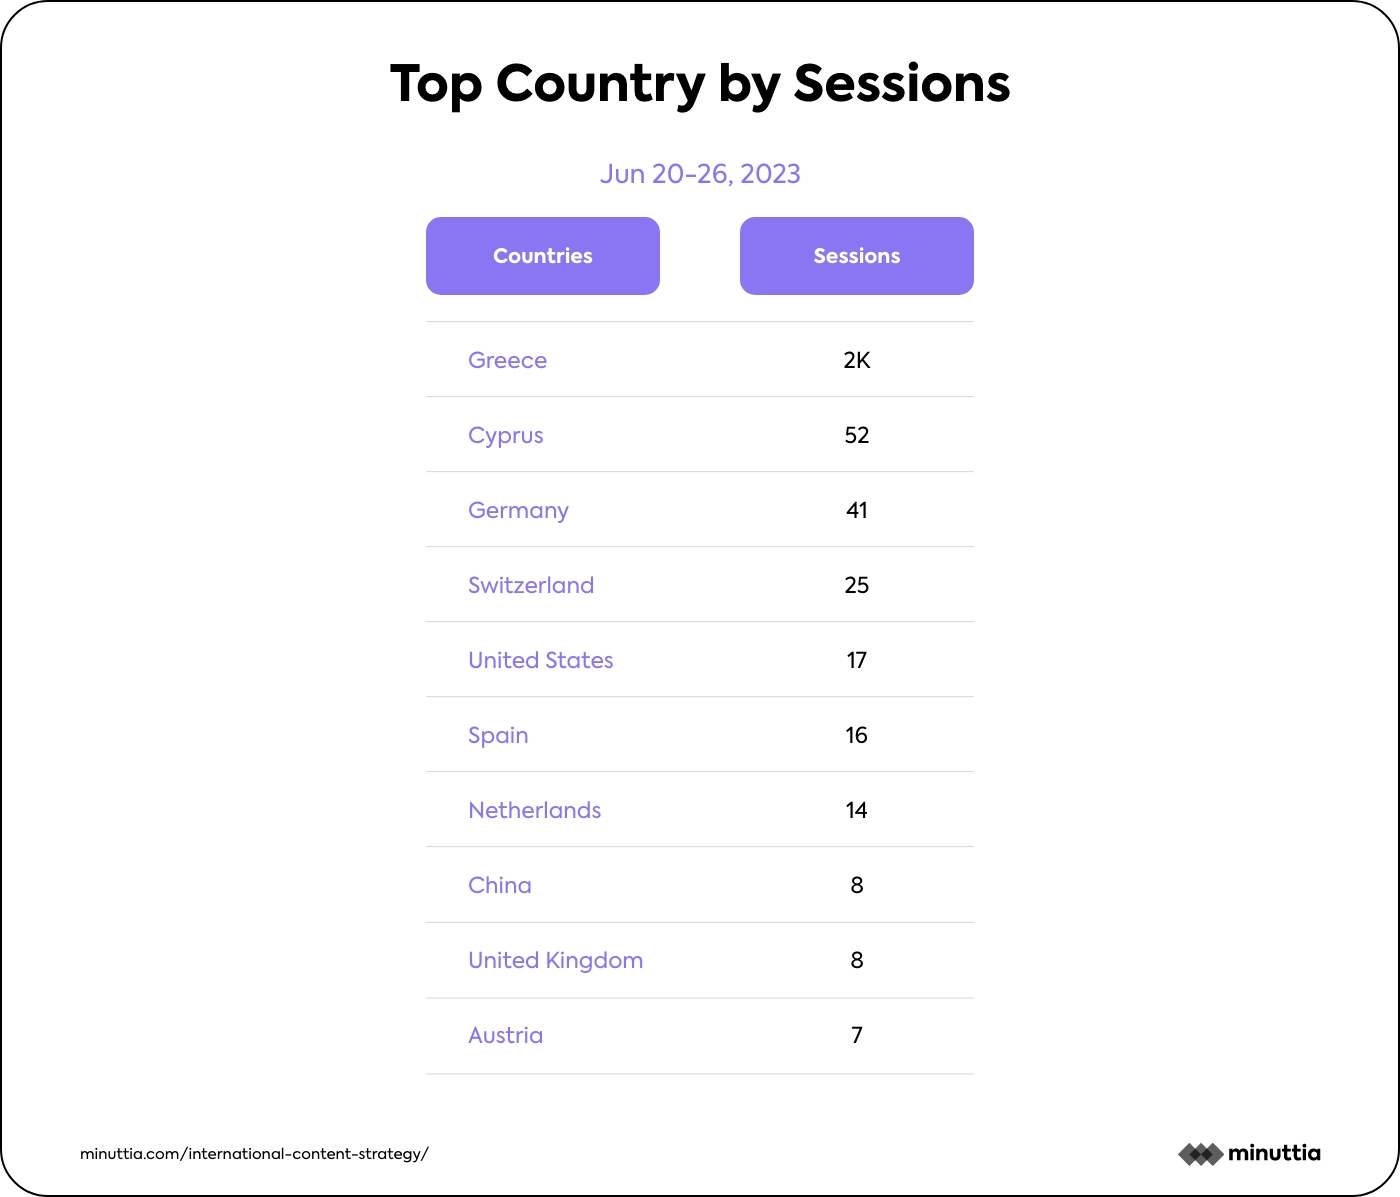 Top Country by Sessions
Jun 20-26, 2023
Countries Sessions
Greece 2K
Cyprus 52
Germany 41
Switzerland 25
United States 17
Spain 16
Netherlands 14
China 8
United Kingdom 8
Austria 7
minuttia.com/international-content-strategy/ minuttia